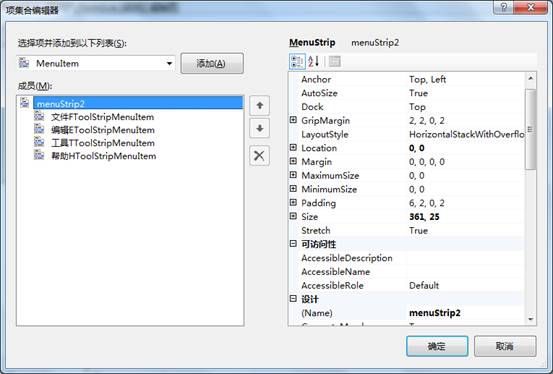 项集合编辑器
选择项并添加到以下列表(S):
MenuItem
添加(A)
成员(M):
menuStrip2
文件FToolStripMenuItem
编辑EToolStripMenuItem
工具TToolStripMenuItem
帮助HToolStripMenuItem
MenuStrip menuStrip2
Anchor Top, Left
AutoSize True
Dock Top
GripMargin 2, 2, 0, 2
LayoutStyle HorizontalStackWithOverflo
Location 0, 0
Margin 0, 0, 0, 0
MaximumSize 0, 0
MinimumSize 0, 0
Padding 6, 2, 0, 2
Size 361, 25
Stretch True
可访问性
AccessibleDescription
AccessibleName
AccessibleRole Default
设计
(Name) menuStrip2
确定
取消